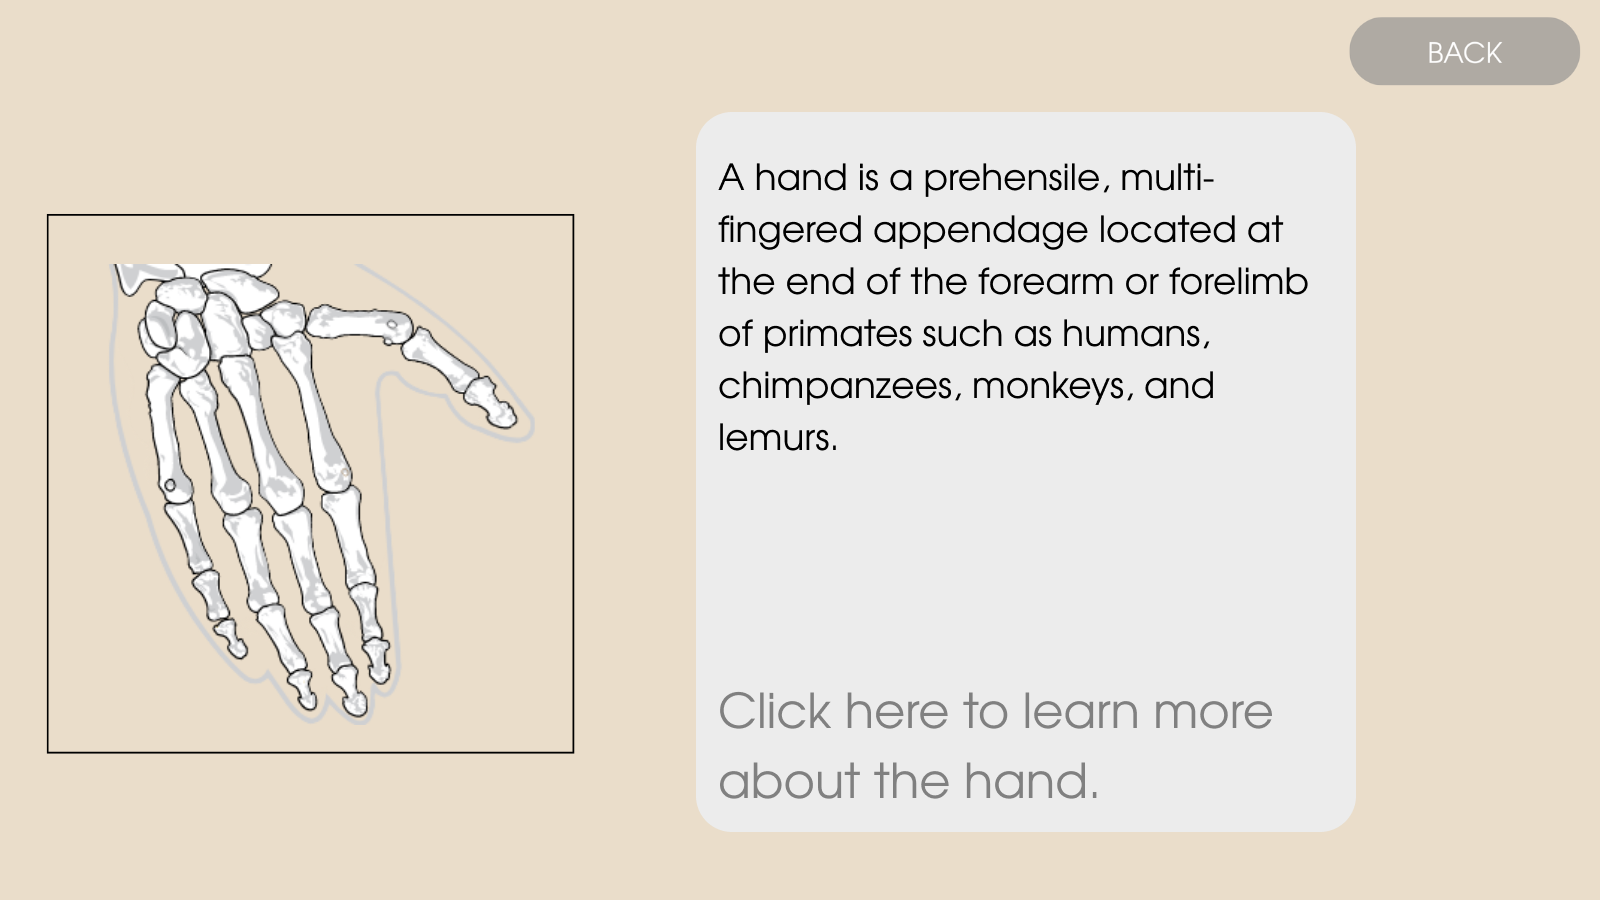 BACK
A hand is a prehensile, multi-
fingered appendage located at
the end of the forearm or forelimb
of primates such as humans,
chimpanzees, monkeys, and
lemurs.
Click here to learn more
about the hand.